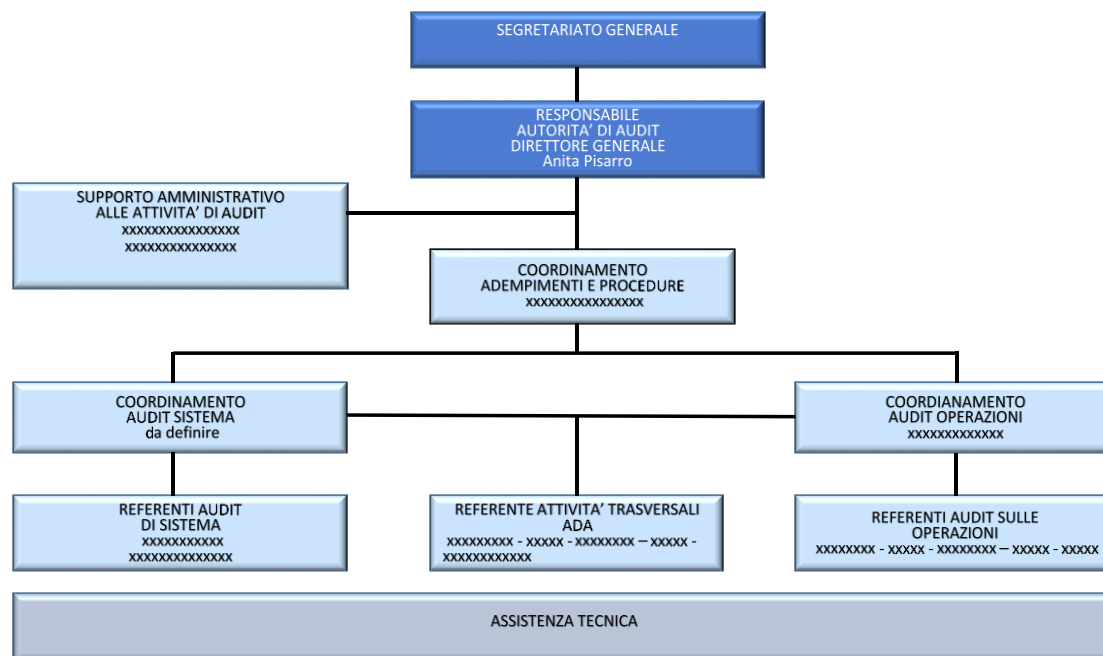 SEGRETARIATO GENERALE
RESPONSABILE
AUTORITA’ DI AUDIT
DIRETTORE GENERALE
Anita Pisarro
SUPPORTO AMMINISTRATIVO
ALLE ATTIVITA’ DI AUDIT
xxxxxxxxxxxxxxxx
xxxxxxxxxxxxxxx
COORDINAMENTO
ADEMPIMENTI E PROCEDURE
xxxxxxxxxxxxxxxx
COORDINAMENTO
AUDIT SISTEMA
da definire
COORDIANAMENTO
AUDIT OPERAZIONI
xxxxxxxxxxxxx
REFERENTI AUDIT
DI SISTEMA
xxxxxxxxxxx
xxxxxxxxxxxxxx
REFERENTE ATTIVITA’ TRASVERSALI
ADA
xxxxxxxxx - xxxxx - xxxxxxxx – xxxxx -
xxxxxxxxxxxx
REFERENTI AUDIT SULLE
OPERAZIONI
xxxxxxxx - xxxxx - xxxxxxxx – xxxxx - xxxxx
ASSISTENZA TECNICA